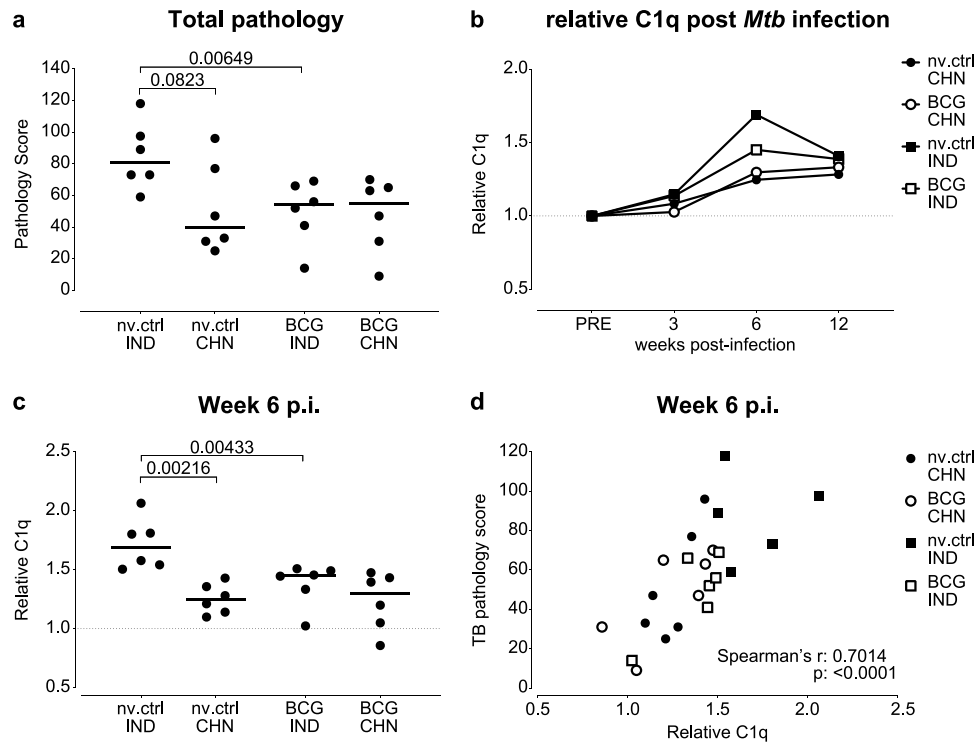 a
Total pathology
0.00649
0.0823
140
120
100
80
60
40
20
0
Pathology Score
nv.ctrl
IND
nv.ctrl
CHN
BCG
IND
BCG
CHN
b
relative C1q post Mtb infection
2.0
1.5
1.0
0.5
Relative C1q
PRE
3
6
12
weeks post-infection
nv.ctrl
CHN
BCG
CHN
nv.ctrl
IND
BCG
IND
c
Week 6 p.i.
0.00433
0.00216
2.5
2.0
1.5
1.0
0.5
Relative C1q
nv.ctrl
IND
nv.ctrl
CHN
BCG
IND
BCG
CHN
d
Week 6 p.i.
120
100
80
60
40
20
0
TB pathology score
Spearman's r: 0.7014
p: <0.0001
0.5
1.0
1.5
2.0
2.5
Relative C1q
nv.ctrl
CHN
BCG
CHN
nv.ctrl
IND
BCG
IND